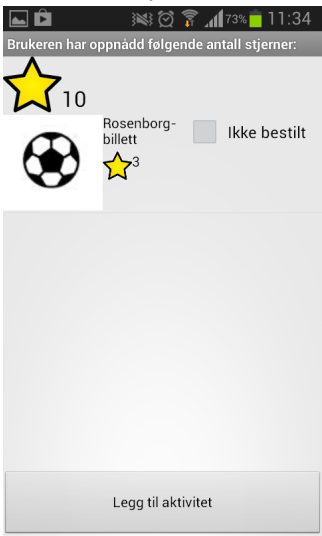 73% 11:34
Brukeren har oppnådd følgende antall stjerner:
10
Rosenborg-
billett
3
Ikke bestilt
Legg til aktivitet